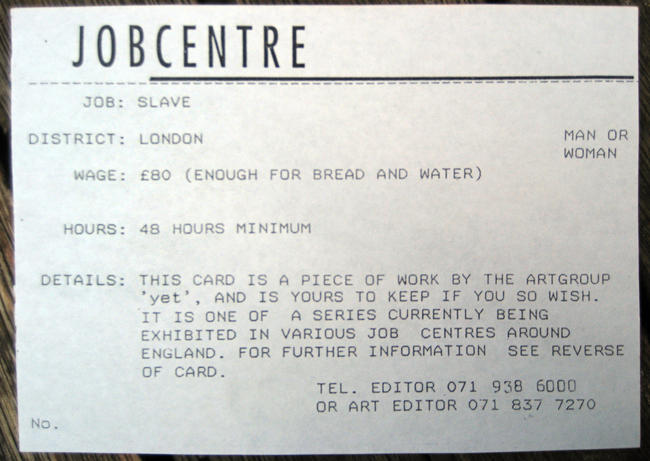 JOBCENTRE
JOB: SLAVE
DISTRICT: LONDON MAN OR
WOMAN
WAGE: £80 (ENOUGH FOR BREAD AND WATER)
HOURS: 48 HOURS MINIMUM
DETAILS: THIS CARD IS A PIECE OF WORK BY THE ARTGROUP
'yet', AND IS YOURS TO KEEP IF YOU SO WISH.
IT IS ONE OF A SERIES CURRENTLY BEING
EXHIBITED IN VARIOUS JOB CENTRES AROUND
ENGLAND. FOR FURTHER INFORMATION SEE REVERSE
OF CARD.
TEL. EDITOR 071 938 6000
OR ART EDITOR 071 837 7270
No.